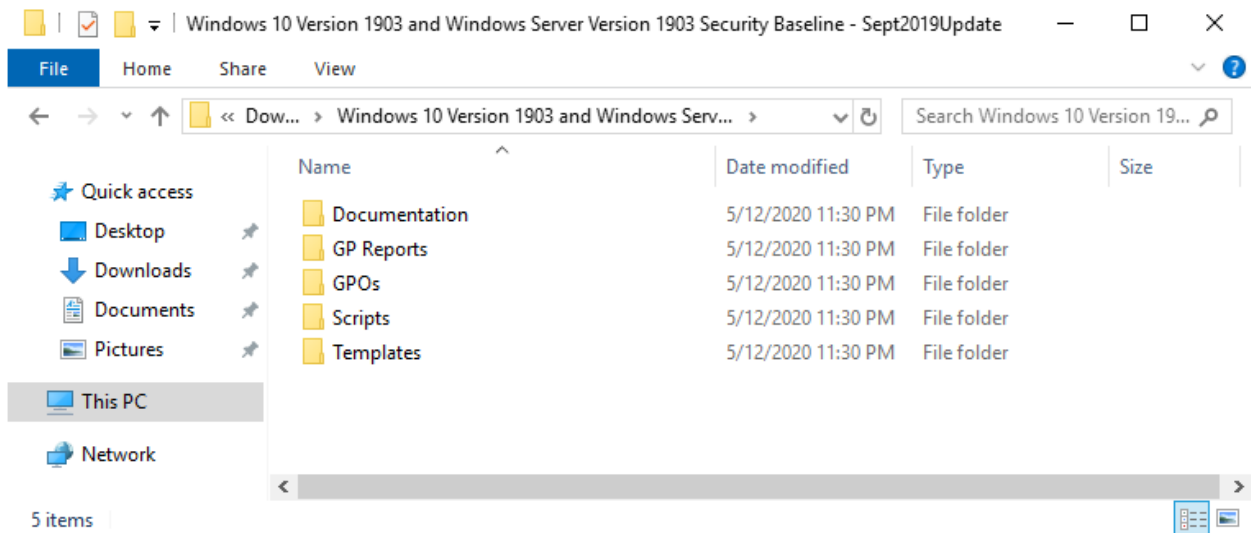 Windows 10 Version 1903 and Windows Server Version 1903 Security Baseline - Sept2019Update
File Home Share View
« Dow... › Windows 10 Version 1903 and Windows Serv... › Search Windows 10 Version 19...
Name Date modified Type Size
Quick access
Desktop
Downloads
Documents
Pictures
This PC
Network
Documentation 5/12/2020 11:30 PM File folder
GP Reports 5/12/2020 11:30 PM File folder
GPOs 5/12/2020 11:30 PM File folder
Scripts 5/12/2020 11:30 PM File folder
Templates 5/12/2020 11:30 PM File folder
5 items